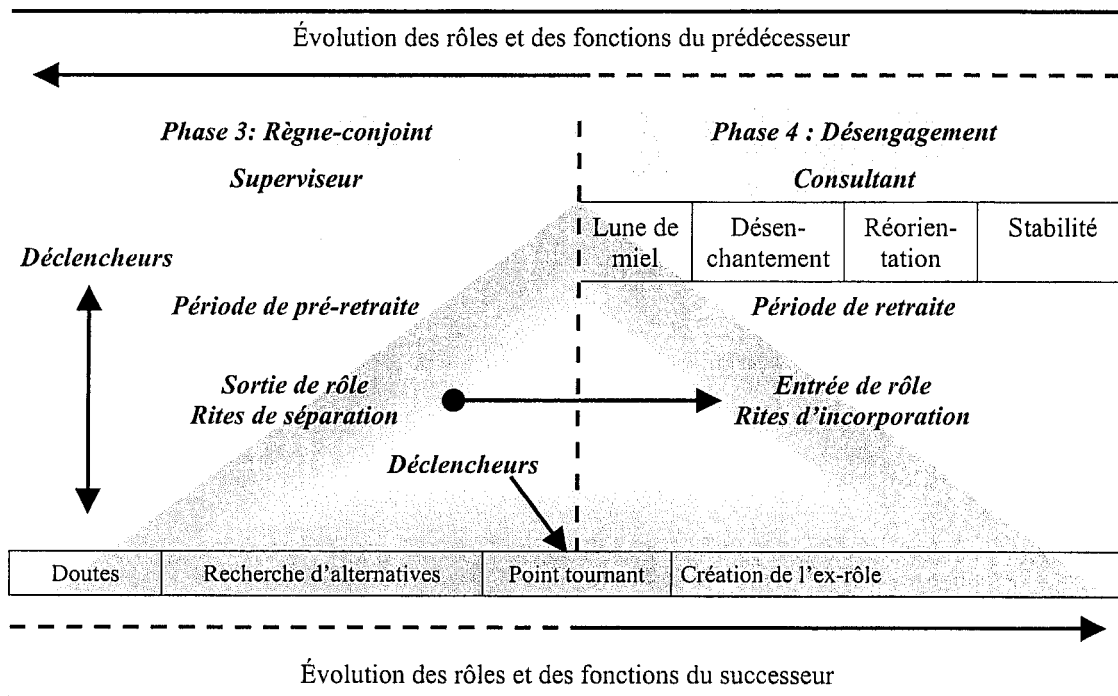 Évolution des rôles et des fonctions du prédécesseur
Phase 3: Règne-conjoint
Superviseur
Phase 4 : Désengagement
Consultant
Lune de
miel
Désen-
chantement
Réorien-
tation
Stabilité
Déclencheurs
Période de pré-retraite
Période de retraite
Sortie de rôle
Rites de séparation
Entrée de rôle
Rites d'incorporation
Déclencheurs
Doutes
Recherche d'alternatives
Point tournant
Création de l'ex-rôle
Évolution des rôles et des fonctions du successeur